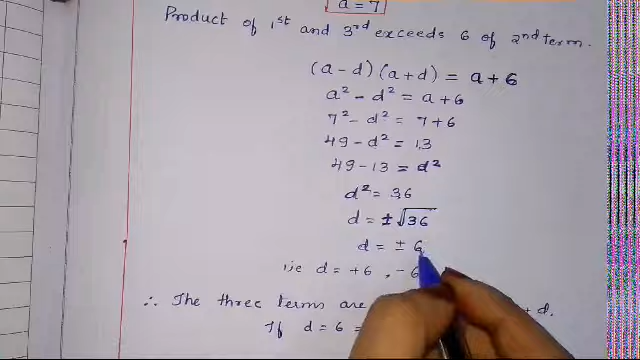 a = 7
Product of 1st and 3rd exceeds 6 of 2nd term.
(a - d) (a + d) = a + 6
a² - d² = a + 6
7² - d² = 7 + 6
49 - d² = 13
49 - 13 = d²
d² = 36
d = ± √36
d = ± 6
i.e d = +6 , - 6
∴ The three terms are + d.
If d = 6 =